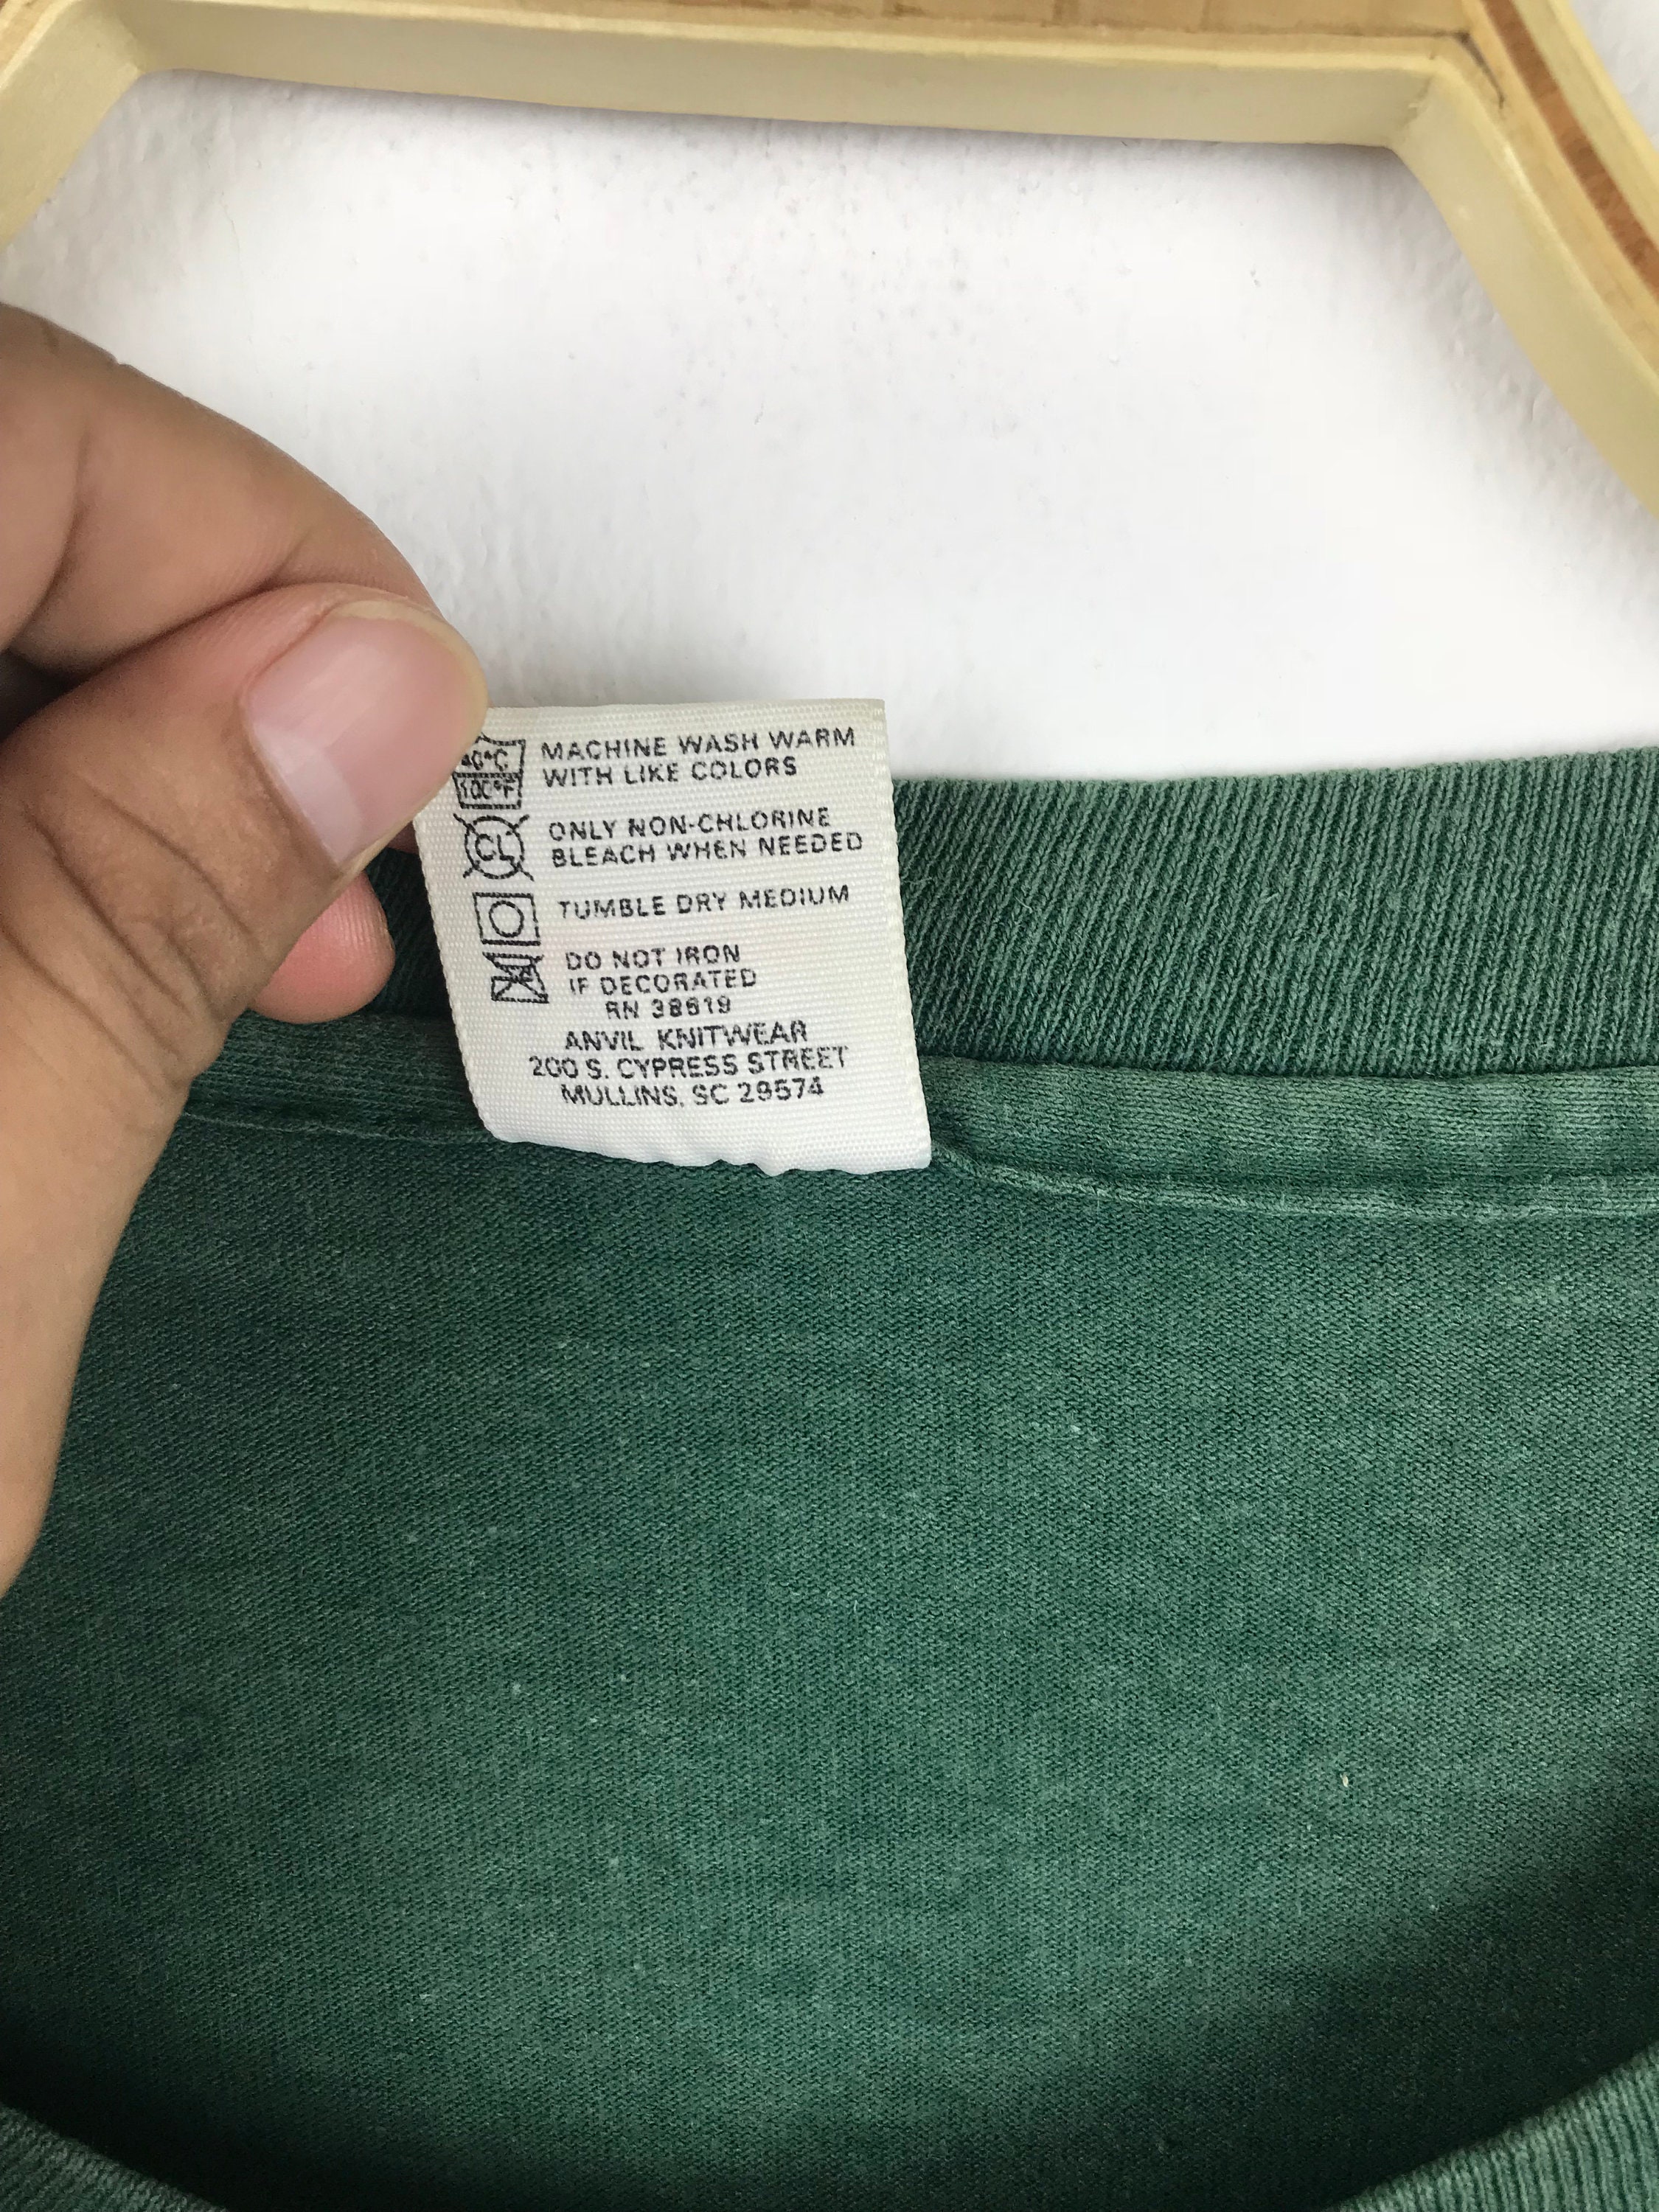 40°C MACHINE WASH WARM
100°F WITH LIKE COLORS
CL ONLY NON-CHLORINE
BLEACH WHEN NEEDED
TUMBLE DRY MEDIUM
DO NOT IRON
IF DECORATED
RN 38619
ANVIL KNITWEAR
200 S. CYPRESS STREET
MULLINS, SC 29574